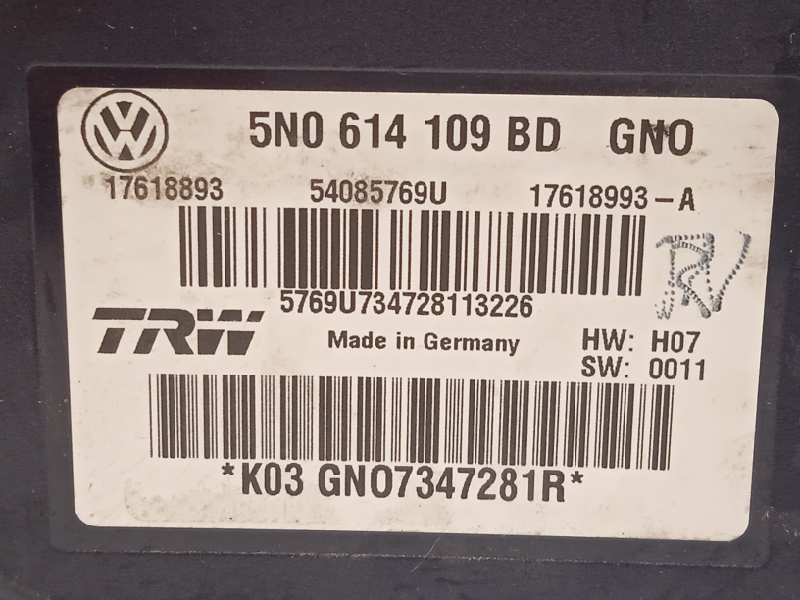 5N0 614 109 BD GNO
17618893 54085769U 17618993-A
5769U734728113226
TRW Made in Germany HW: H07
SW: 0011
*K03 GNO7347281R*